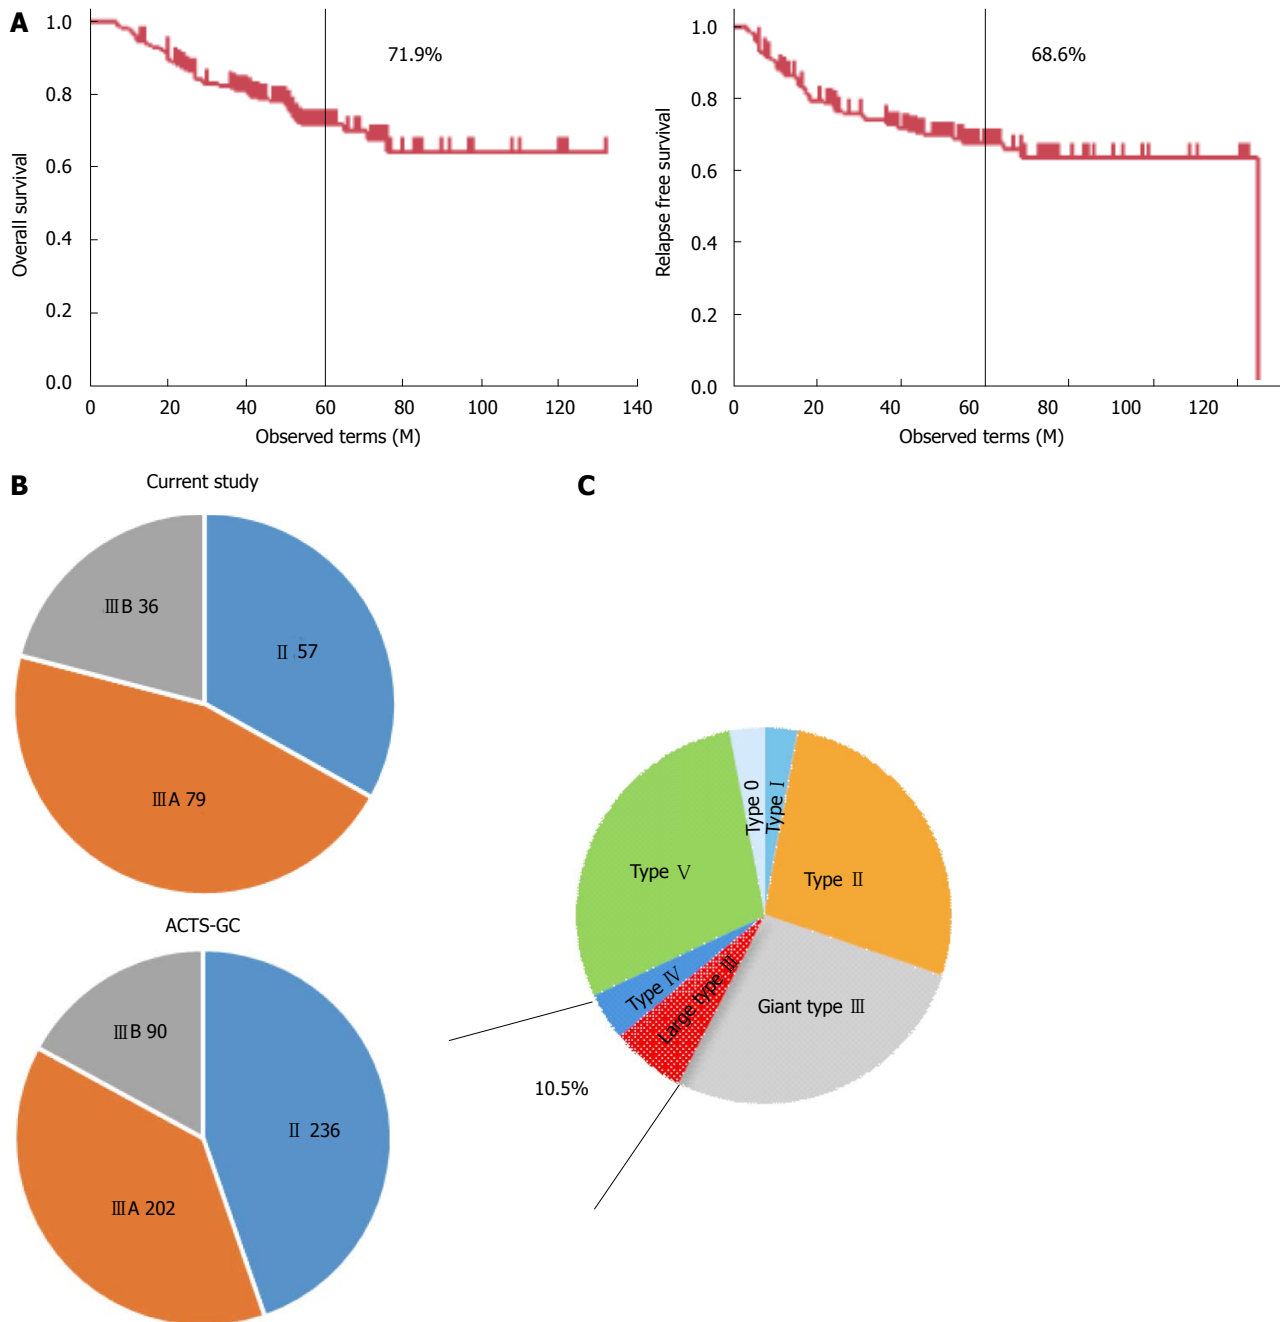 A
71.9%
Overall survival
1.0
0.8
0.6
0.4
0.2
0.0
0 20 40 60 80 100 120 140
Observed terms (M)
68.6%
Relapse free survival
1.0
0.8
0.6
0.4
0.2
0.0
0 20 40 60 80 100 120
Observed terms (M)
B
Current study
ⅢB 36
Ⅱ 57
ⅢA 79
ACTS-GC
ⅢB 90
Ⅱ 236
ⅢA 202
C
Type 0
Type Ⅰ
Type Ⅴ
Type Ⅱ
Type Ⅳ
Large type Ⅲ
Giant type Ⅲ
10.5%